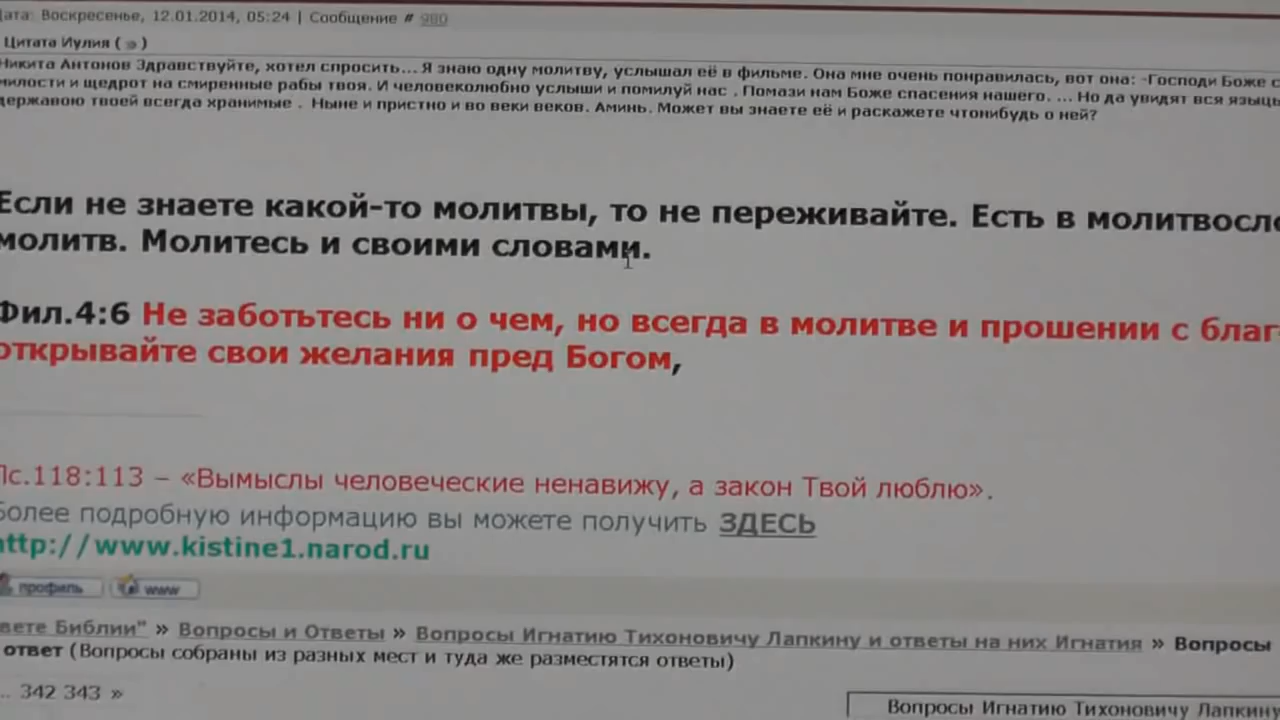 ата: Воскресенье, 12.01.2014, 05:24 | Сообщение # 980
Цитата Иулия ( )
Никита Антонов Здравствуйте, хотел спросить... Я знаю одну молитву, услышал её в фильме. Она мне очень понравилась, вот она: -Господи Боже с
милости и щедрот на смиренные рабы твоя. И человеколюбно услыши и помилуй нас . Помази нам Боже спасения нашего. ... Но да увидят вся языцы
державою твоей всегда хранимые . Ныне и пристно и во веки веков. Аминь. Может вы знаете её и раскажете чтонибудь о ней?
Если не знаете какой-то молитвы, то не переживайте. Есть в молитвосло
молитв. Молитесь и своими словами.
Фил.4:6 Не заботьтесь ни о чем, но всегда в молитве и прошении с благ
открывайте свои желания пред Богом,
Пс.118:113 – «Вымыслы человеческие ненавижу, а закон Твой люблю».
Более подробную информацию вы можете получить ЗДЕСЬ
http://www.kistine1.narod.ru
профиль www
вете Библии" » Вопросы и Ответы » Вопросы Игнатию Тихоновичу Лапкину и ответы на них Игнатия » Вопросы
ответ (Вопросы собраны из разных мест и туда же разместятся ответы)
... 342 343 »
Вопросы Игнатию Тихоновичу Лапкину